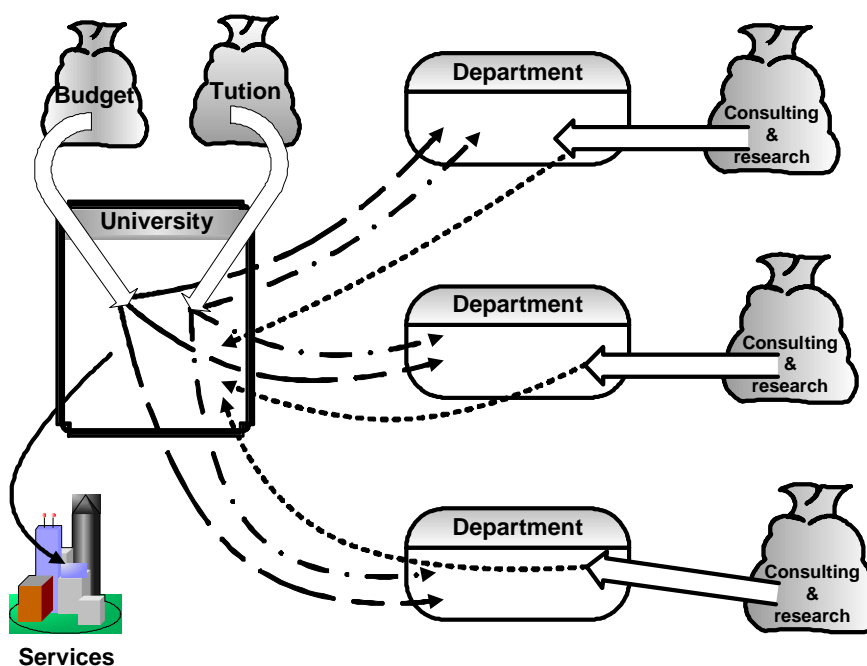 Budget
Tution
Department
Consulting
&
research
University
Department
Consulting
&
research
Department
Consulting
&
research
Services